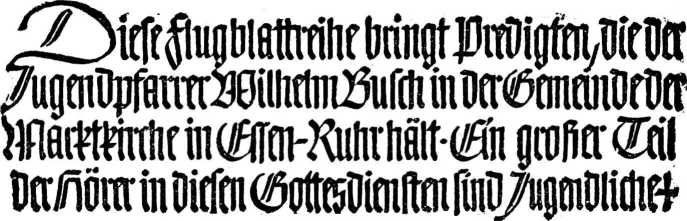 Diese Flugblattreihe bringt Predigten, die der
Jugendpfarrer Wilhelm Busch in der Gemeinde der
Marktkirche in Essen-Ruhr hält · Ein großer Teil
der Hörer in diesen Gottesdiensten sind Jugendliche +